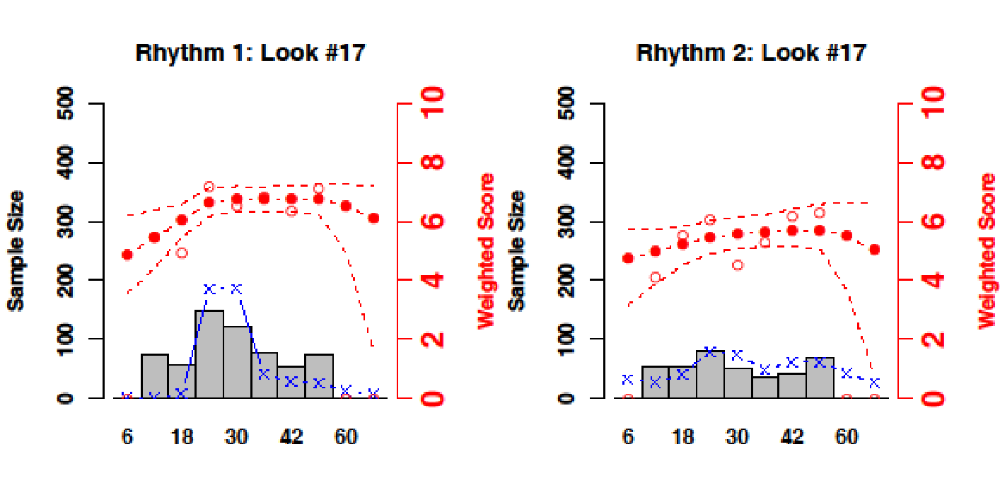 Rhythm 1: Look #17
Sample Size
0 100 200 300 400 500
6 18 30 42 60
0 2 4 6 8 10
Weighted Score
Rhythm 2: Look #17
Sample Size
0 100 200 300 400 500
6 18 30 42 60
0 2 4 6 8 10
Weighted Score